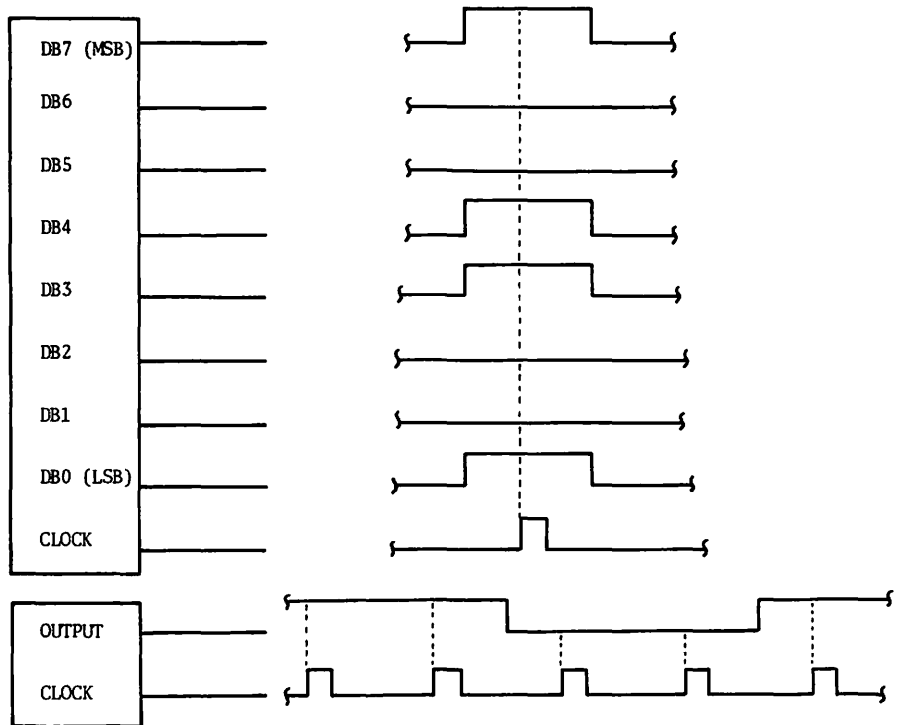 DB7 (MSB)
DB6
DB5
DB4
DB3
DB2
DB1
DB0 (LSB)
CLOCK
OUTPUT
CLOCK